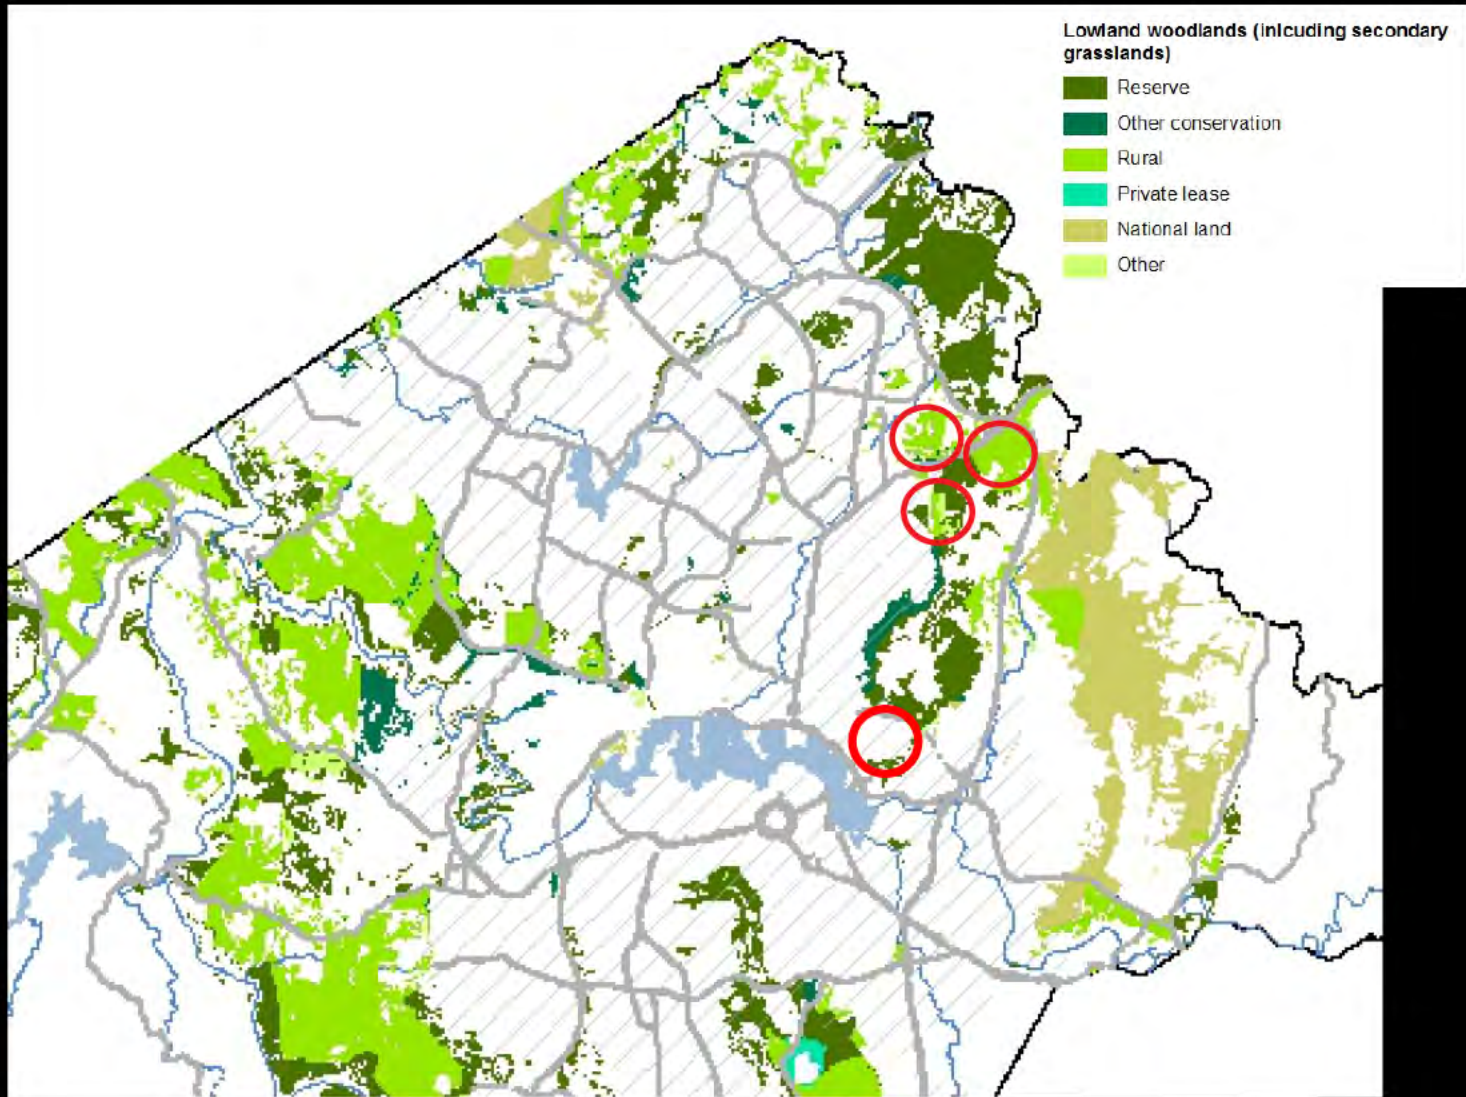 Lowland woodlands (inlcuding secondary
grasslands)
Reserve
Other conservation
Rural
Private lease
National land
Other